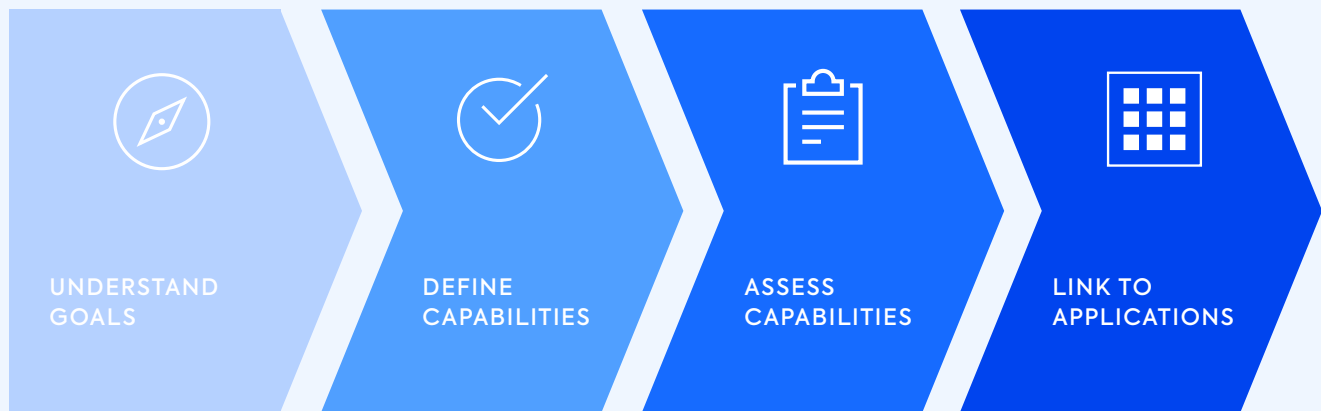 UNDERSTAND
GOALS
DEFINE
CAPABILITIES
ASSESS
CAPABILITIES
LINK TO
APPLICATIONS